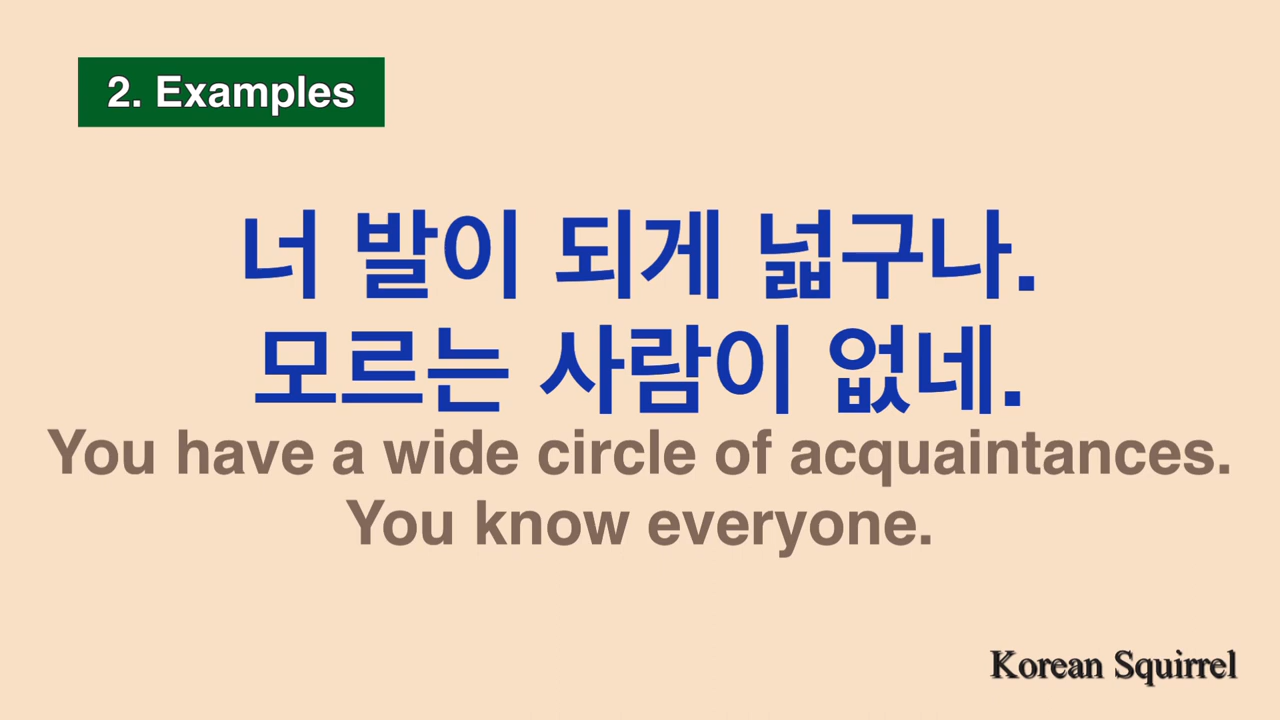 2. Examples
너 발이 되게 넓구나.
모르는 사람이 없네.
You have a wide circle of acquaintances.
You know everyone.
Korean Squirrel